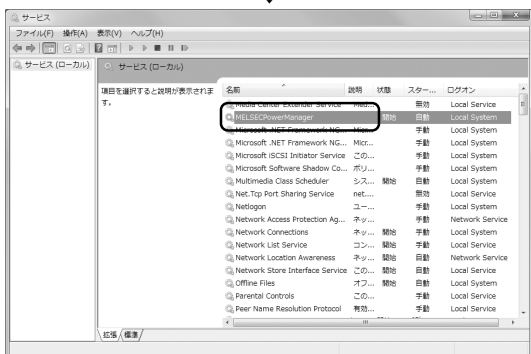 サービス
ファイル(F) 操作(A) 表示(V) ヘルプ(H)
サービス (ローカル)
サービス (ローカル)
項目を選択すると説明が表示されます。
名前 説明 状態 スター... ログオン
Media Center Extender Service Med... 無効 Local Service
MELSECPowerManager 開始 自動 Local System
Microsoft .NET Framework NG... Micr... 手動 Local System
Microsoft .NET Framework NG... Micr... 手動 Local System
Microsoft iSCSI Initiator Service この... 手動 Local System
Microsoft Software Shadow Co... ボリ... 手動 Local System
Multimedia Class Scheduler シス... 開始 自動 Local System
Net.Tcp Port Sharing Service net.... 無効 Local Service
Netlogon ユー... 手動 Local System
Network Access Protection Ag... ネッ... 手動 Network Service
Network Connections ネッ... 開始 手動 Local System
Network List Service コン... 開始 手動 Local Service
Network Location Awareness ネッ... 開始 自動 Network Service
Network Store Interface Service この... 開始 自動 Local Service
Offline Files オフ... 開始 自動 Local System
Parental Controls この... 手動 Local Service
Peer Name Resolution Protocol 有効... 手動 Local Service
拡張 標準